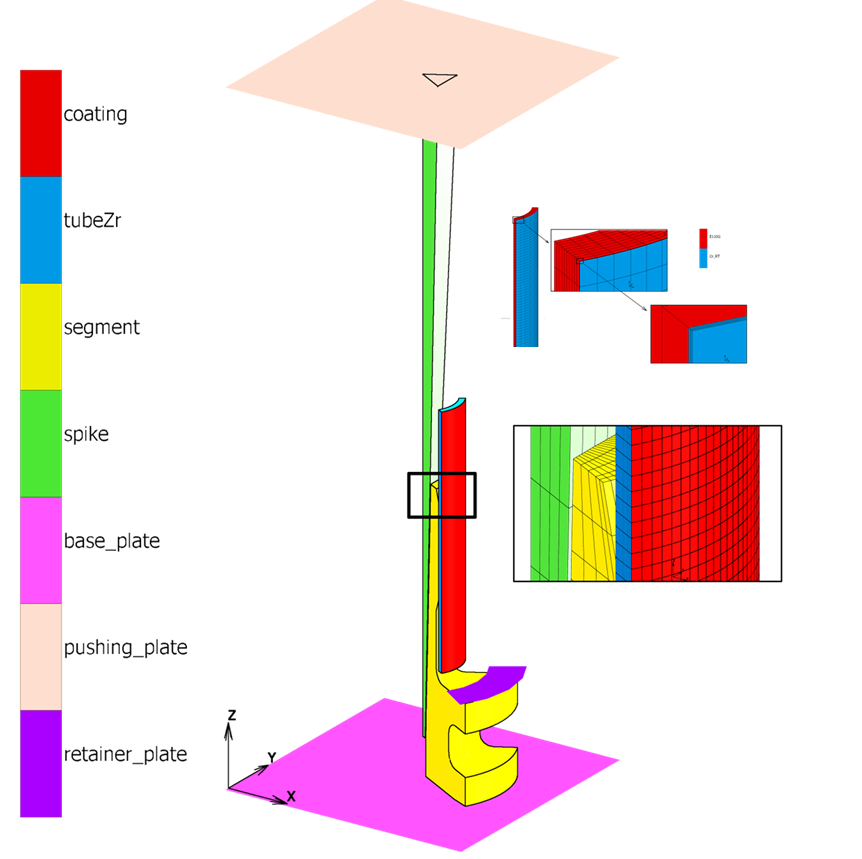 coating
tubeZr
segment
spike
base_plate
pushing_plate
retainer_plate
Z
Y
X